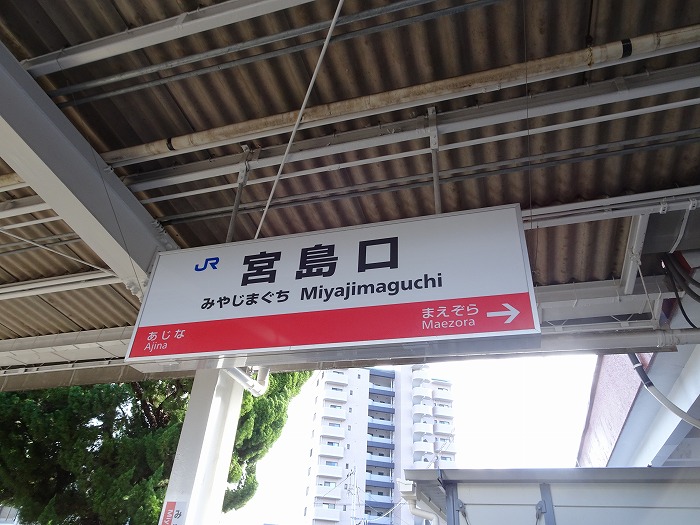 JR 宮島口
みやじまぐち Miyajimaguchi
まえぞら →
Maezora
あじな
Ajina
み